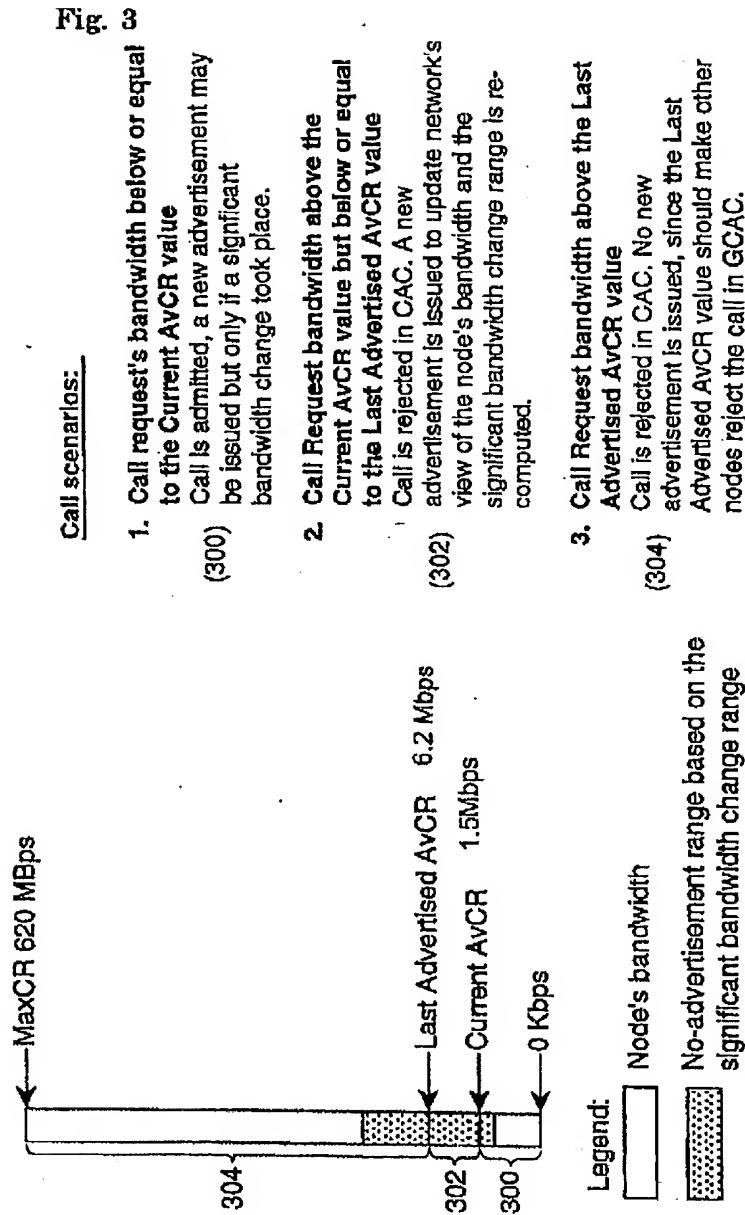 Fig. 3
MaxCR 620 MBps
Last Advertised AvCR 6.2 Mbps
Current AvCR 1.5Mbps
0 Kbps
304
302
300
Legend:
Node's bandwidth
No-advertisement range based on the
significant bandwidth change range
Call scenarios:
1. Call request's bandwidth below or equal
to the Current AvCR value
Call is admitted, a new advertisement may
be issued but only if a signficant
bandwidth change took place.
(300)
2. Call Request bandwidth above the
Current AvCR value but below or equal
to the Last Advertised AvCR value
Call is rejected in CAC. A new
advertisement is issued to update network's
view of the node's bandwidth and the
significant bandwidth change range is re-
computed.
(302)
3. Call Request bandwidth above the Last
Advertised AvCR value
Call is rejected in CAC. No new
advertisement is issued, since the Last
Advertised AvCR value should make other
nodes reject the call in GCAC.
(304)